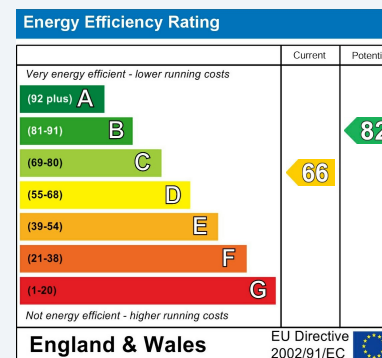 Energy Efficiency Rating
Current Potenti
Very energy efficient - lower running costs
(92 plus) A
(81-91) B 82
(69-80) C
66
(55-68) D
(39-54) E
(21-38) F
(1-20) G
Not energy efficient - higher running costs
England & Wales
EU Directive
2002/91/EC